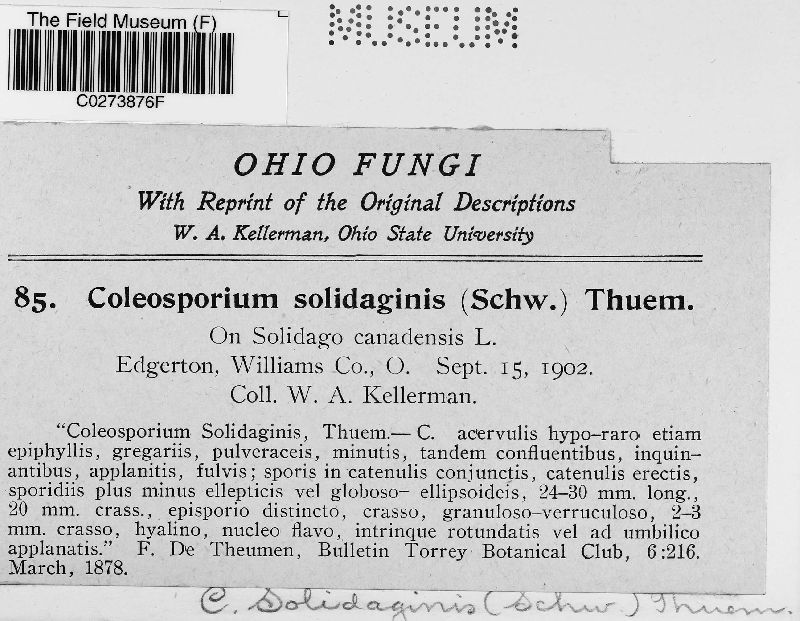 The Field Museum (F)
C0273876F
MUSEUM
OHIO FUNGI
With Reprint of the Original Descriptions
W. A. Kellerman, Ohio State University
85. Coleosporium solidaginis (Schw.) Thuem.
On Solidago canadensis L.
Edgerton, Williams Co., O. Sept. 15, 1902.
Coll. W. A. Kellerman.
“Coleosporium Solidaginis, Thuem.— C. acervulis hypo-raro etiam
epiphyllis, gregariis, pulveraceis, minutis, tandem confluentibus, inquin-
antibus, applanitis, fulvis; sporis in catenulis conjunctis, catenulis erectis,
sporidiis plus minus ellepticis vel globoso- ellipsoideis, 24-30 mm. long.,
20 mm. crass., episporio distincto, crasso, granuloso-verruculoso, 2-3
mm. crasso, hyalino, nucleo flavo, intrinque rotundatis vel ad umbilico
applanatis.” F. De Theumen, Bulletin Torrey Botanical Club, 6:216.
March, 1878.
C. Solidaginis (Schw.) Thuem.